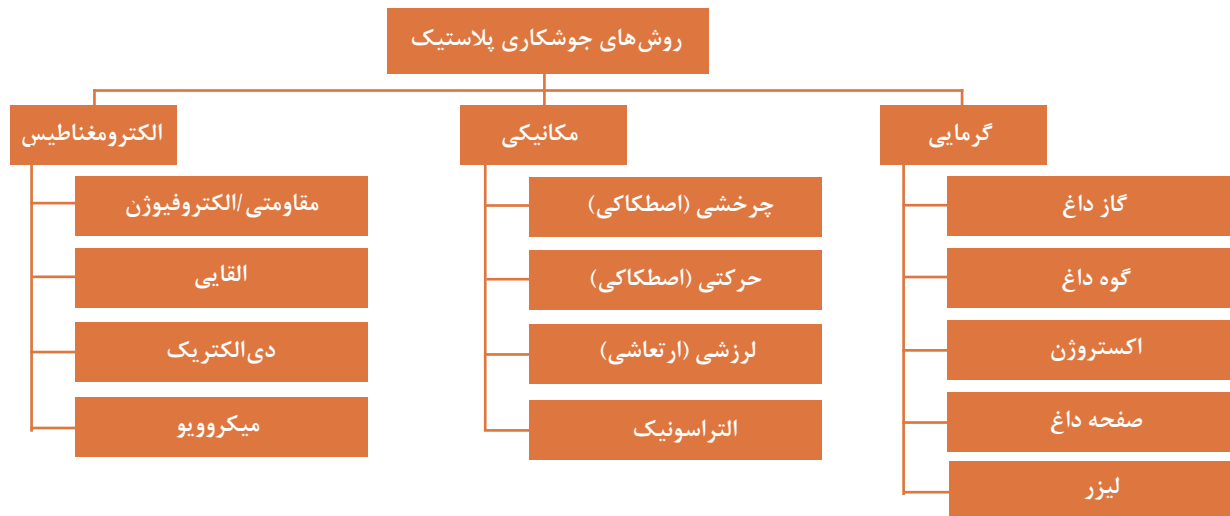 روش‌های جوشکاری پلاستیک
گرمایی
گاز داغ
گوه داغ
اکستروژن
صفحه داغ
لیزر
مکانیکی
چرخشی (اصطکاکی)
حرکتی (اصطکاکی)
لرزشی (ارتعاشی)
التراسونیک
الکترومغناطیس
مقاومتی/الکتروفیوژن
القایی
دی‌الکتریک
میکروویو